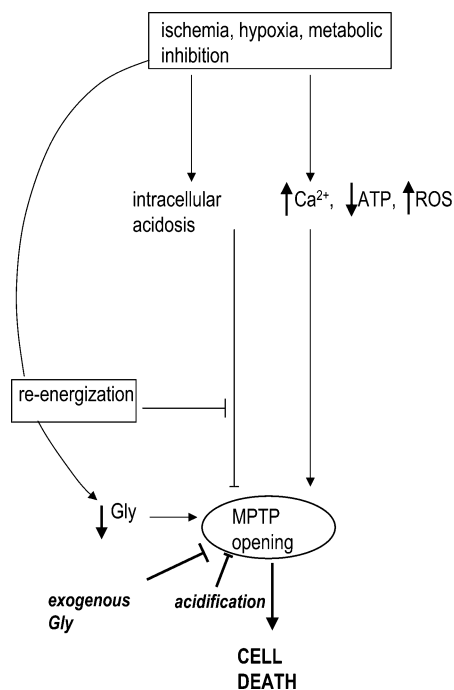 ischemia, hypoxia, metabolic
inhibition
intracellular
acidosis
Ca2+, ATP, ROS
re-energization
Gly
MPTP
opening
exogenous
Gly
acidification
CELL
DEATH